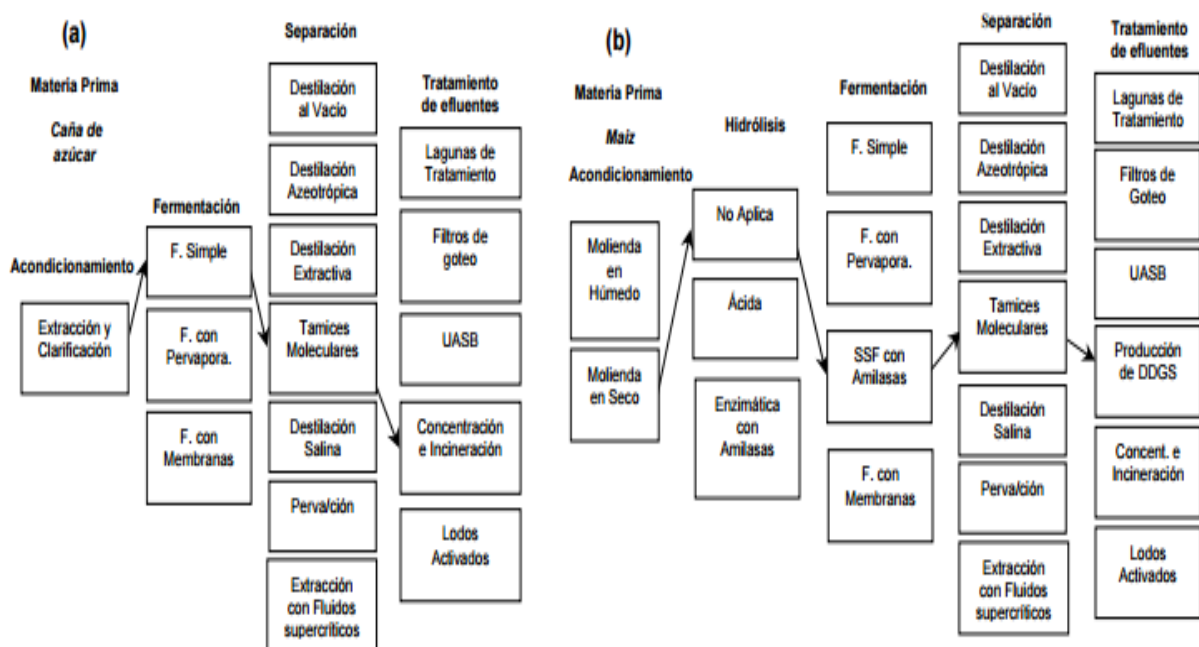 (a)
Materia Prima
Caña de
azúcar
Acondicionamiento
Extracción y
Clarificación
Fermentación
F. Simple
F. con
Pervapora.
F. con
Membranas
Separación
Destilación
al Vacío
Destilación
Azeotrópica
Destilación
Extractiva
Tamices
Moleculares
Destilación
Salina
Perva/ción
Extracción
con Fluidos
supercríticos
Tratamiento
de efluentes
Lagunas de
Tratamiento
Filtros de
goteo
UASB
Concentración
e Incineración
Lodos
Activados
(b)
Materia Prima
Maíz
Acondicionamiento
Molienda
en
Húmedo
Molienda
en Seco
Hidrólisis
No Aplica
Ácida
Enzimática
con
Amilasas
Fermentación
F. Simple
F. con
Pervapora.
SSF con
Amilasas
F. con
Membranas
Separación
Destilación
al Vacío
Destilación
Azeotrópica
Destilación
Extractiva
Tamices
Moleculares
Destilación
Salina
Perva/ción
Extracción
con Fluidos
supercríticos
Tratamiento
de efluentes
Lagunas de
Tratamiento
Filtros de
Goteo
UASB
Producción
de DDGS
Concent. e
Incineración
Lodos
Activados